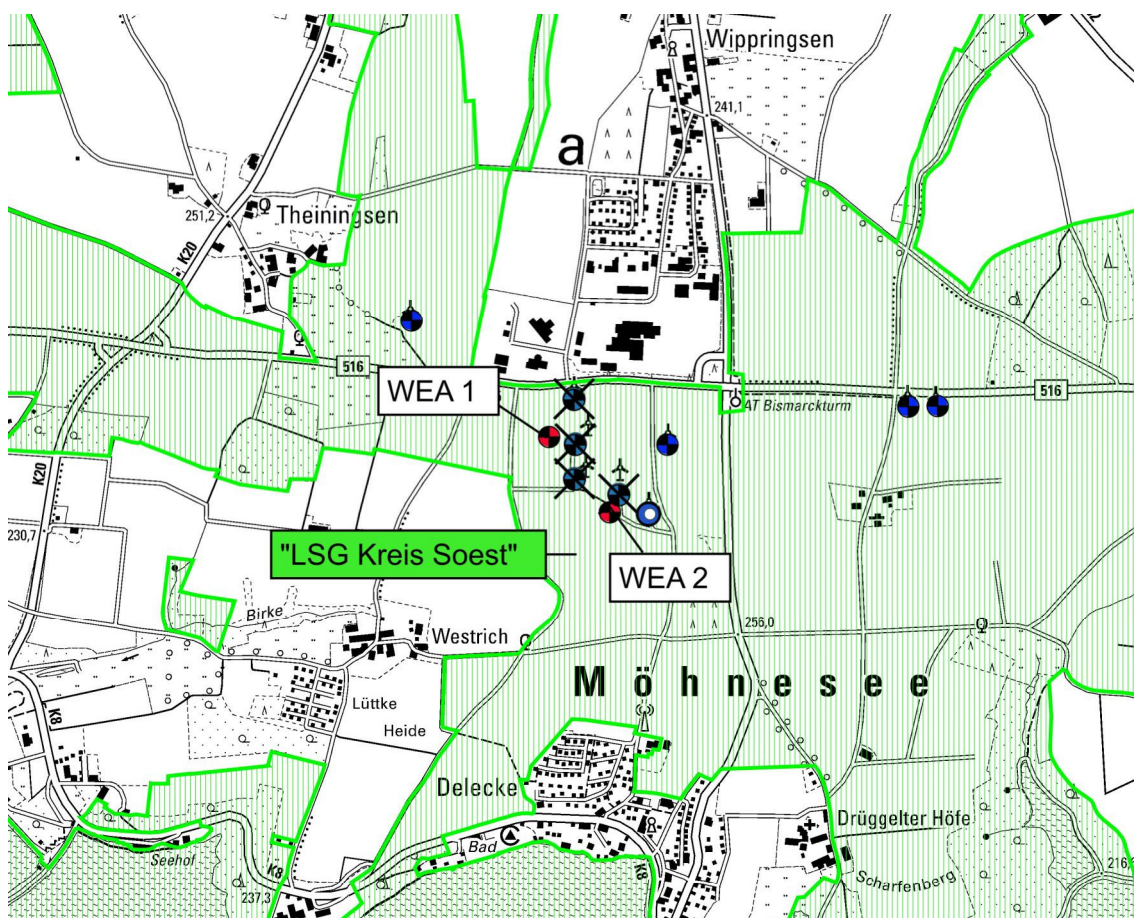 Wippringsen
241,1
a
Theiningsen
251,2
K20
516
WEA 1
AT Bismarckturm
516
K20
230,7
"LSG Kreis Soest"
WEA 2
Birke
Westrich
256,0
Möhnesee
Lüttke
Heide
K8
Delecke
Drüggelter Höfe
Bad
Seehof
K8
K8
Scharfenberg
237,3